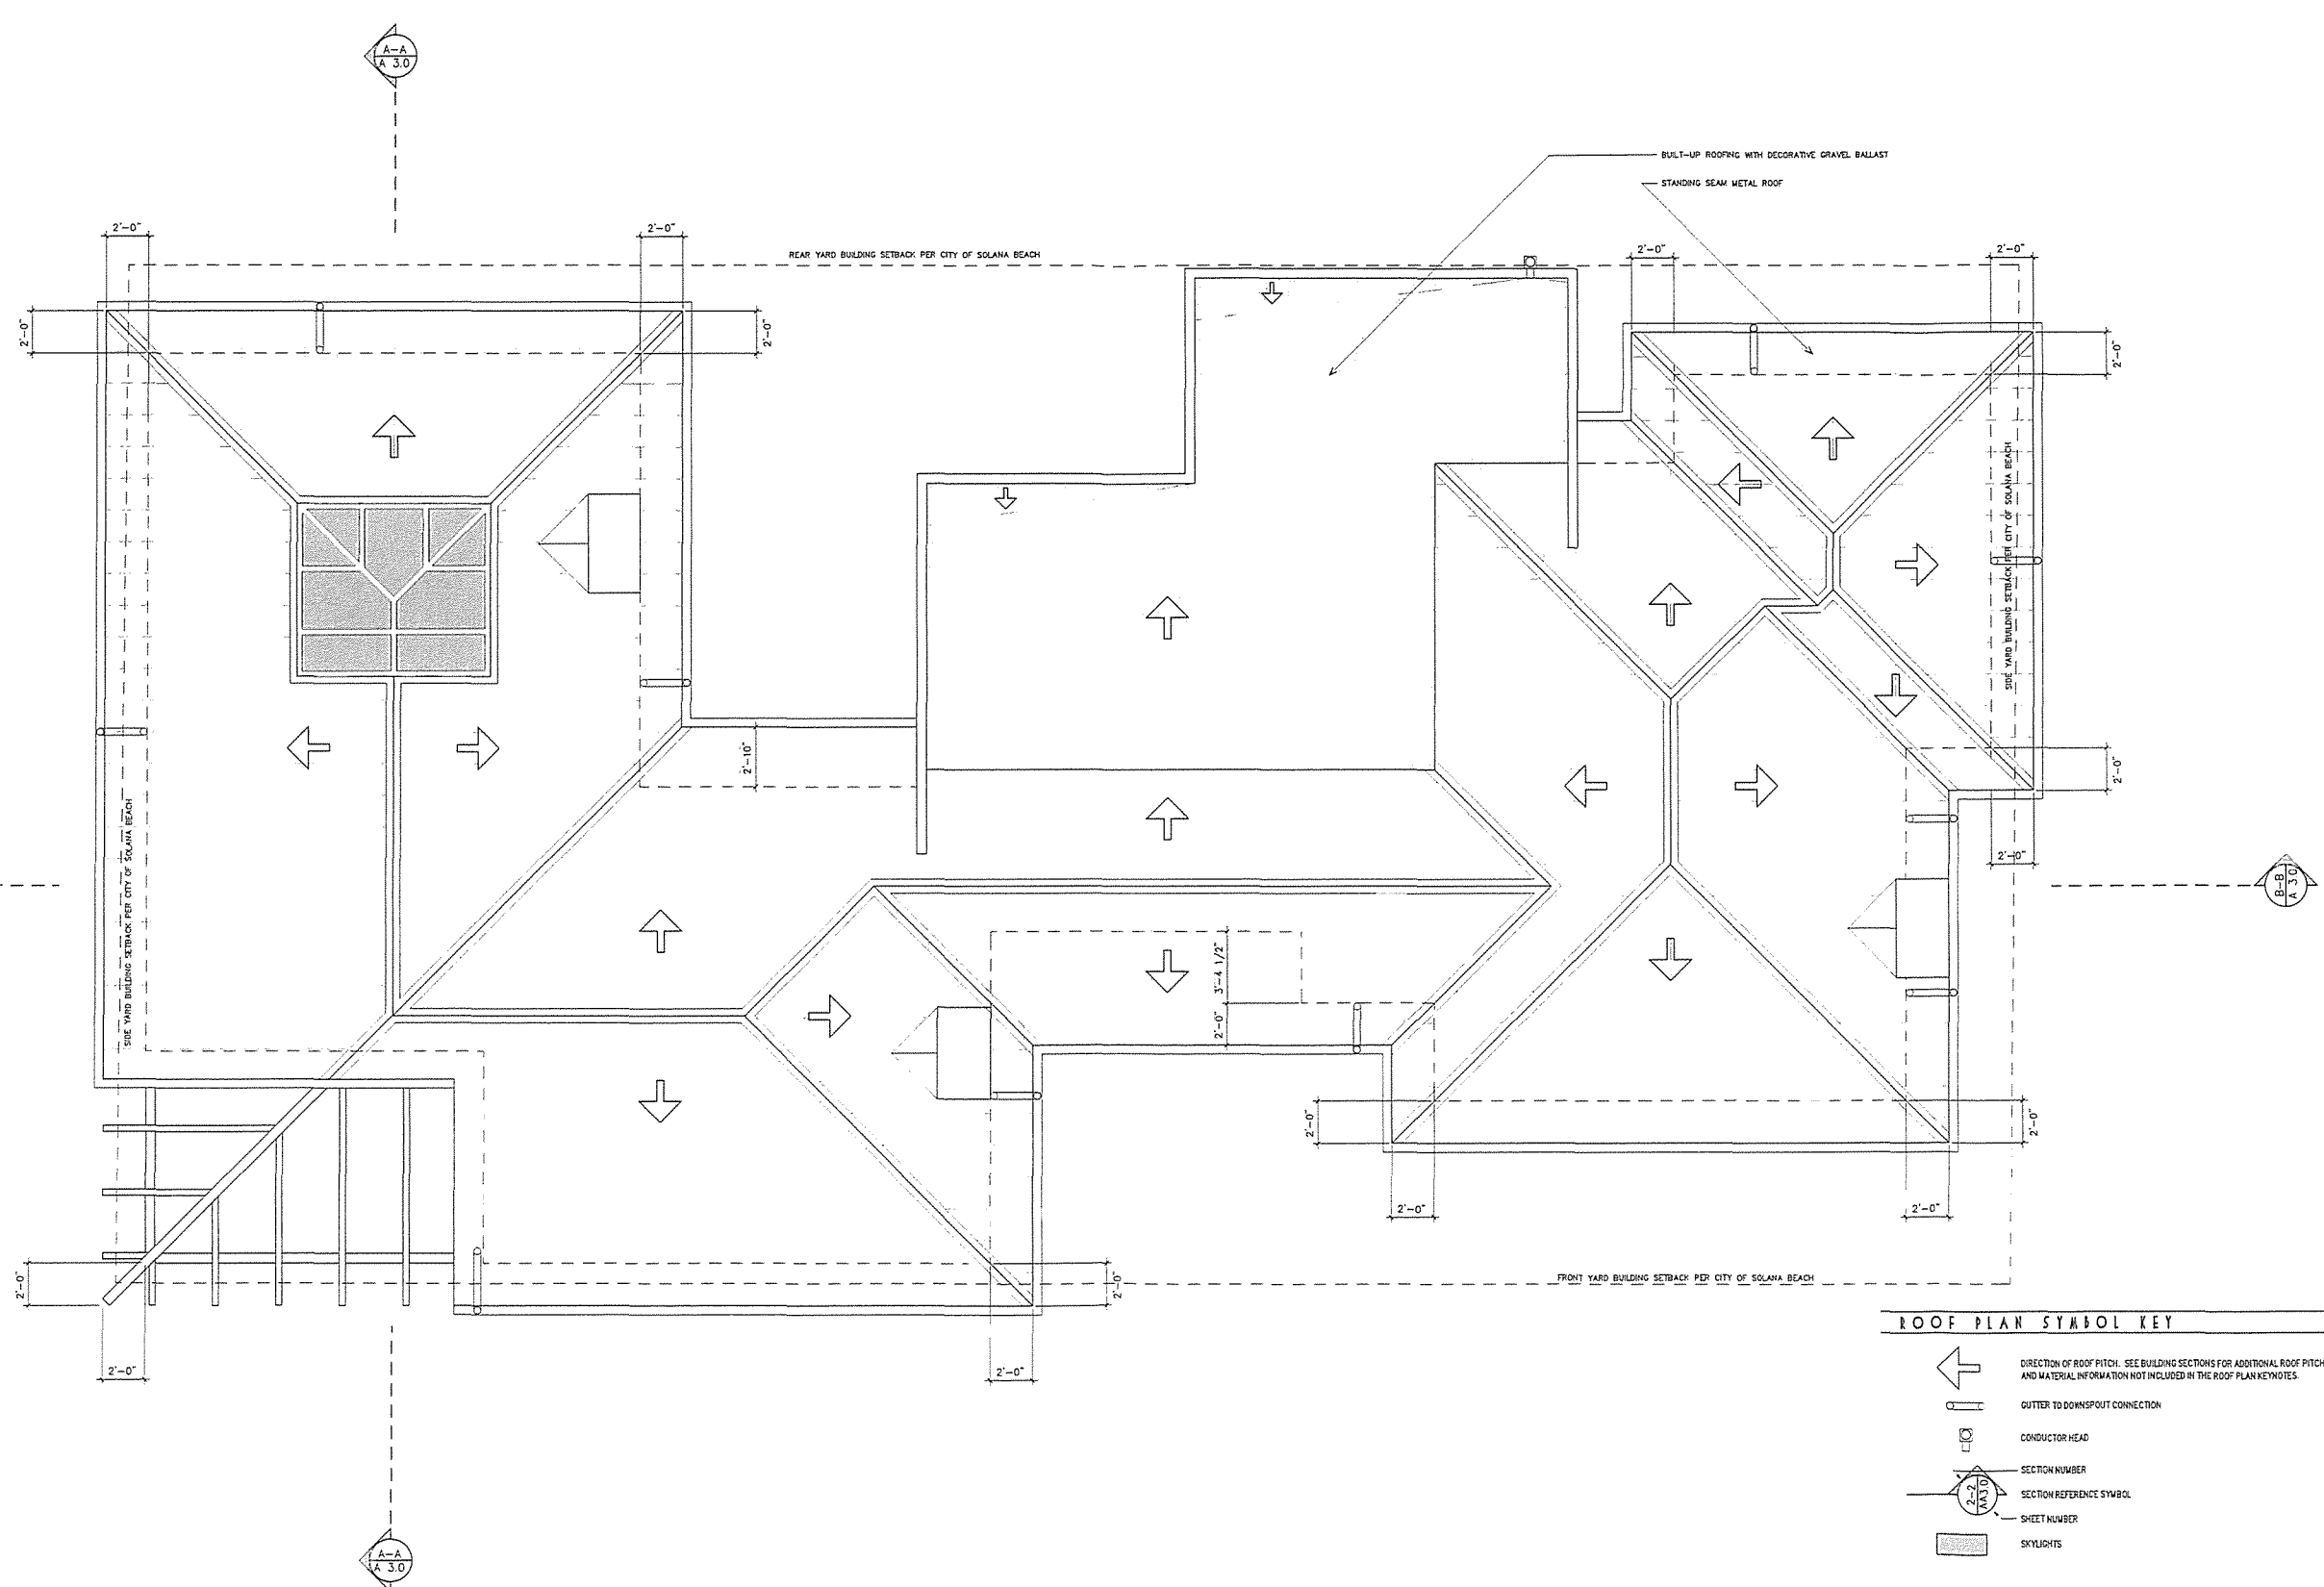 A-A
A 3.0
BUILT-UP ROOFING WITH DECORATIVE GRAVEL BALLAST
STANDING SEAM METAL ROOF
2'-0"
2'-0"
2'-0"
2'-0"
REAR YARD BUILDING SETBACK PER CITY OF SOLANA BEACH
2'-0"
2'-0"
2'-0"
SIDE YARD BUILDING SETBACK PER CITY OF SOLANA BEACH
2'-10"
2'-0"
SIDE YARD BUILDING SETBACK PER CITY OF SOLANA BEACH
2'-0"
B-B
A 3.0
3'-4 1/2"
2'-0"
2'-0"
2'-0"
2'-0"
2'-0"
2'-0"
2'-0"
FRONT YARD BUILDING SETBACK PER CITY OF SOLANA BEACH
2'-0"
2'-0"
ROOF PLAN SYMBOL KEY
DIRECTION OF ROOF PITCH. SEE BUILDING SECTIONS FOR ADDITIONAL ROOF PITCH
AND MATERIAL INFORMATION NOT INCLUDED IN THE ROOF PLAN KEYNOTES.
GUTTER TO DOWNSPOUT CONNECTION
CONDUCTOR HEAD
SECTION NUMBER
2-2
AA3.0
SECTION REFERENCE SYMBOL
SHEET NUMBER
SKYLIGHTS
A-A
A 3.0